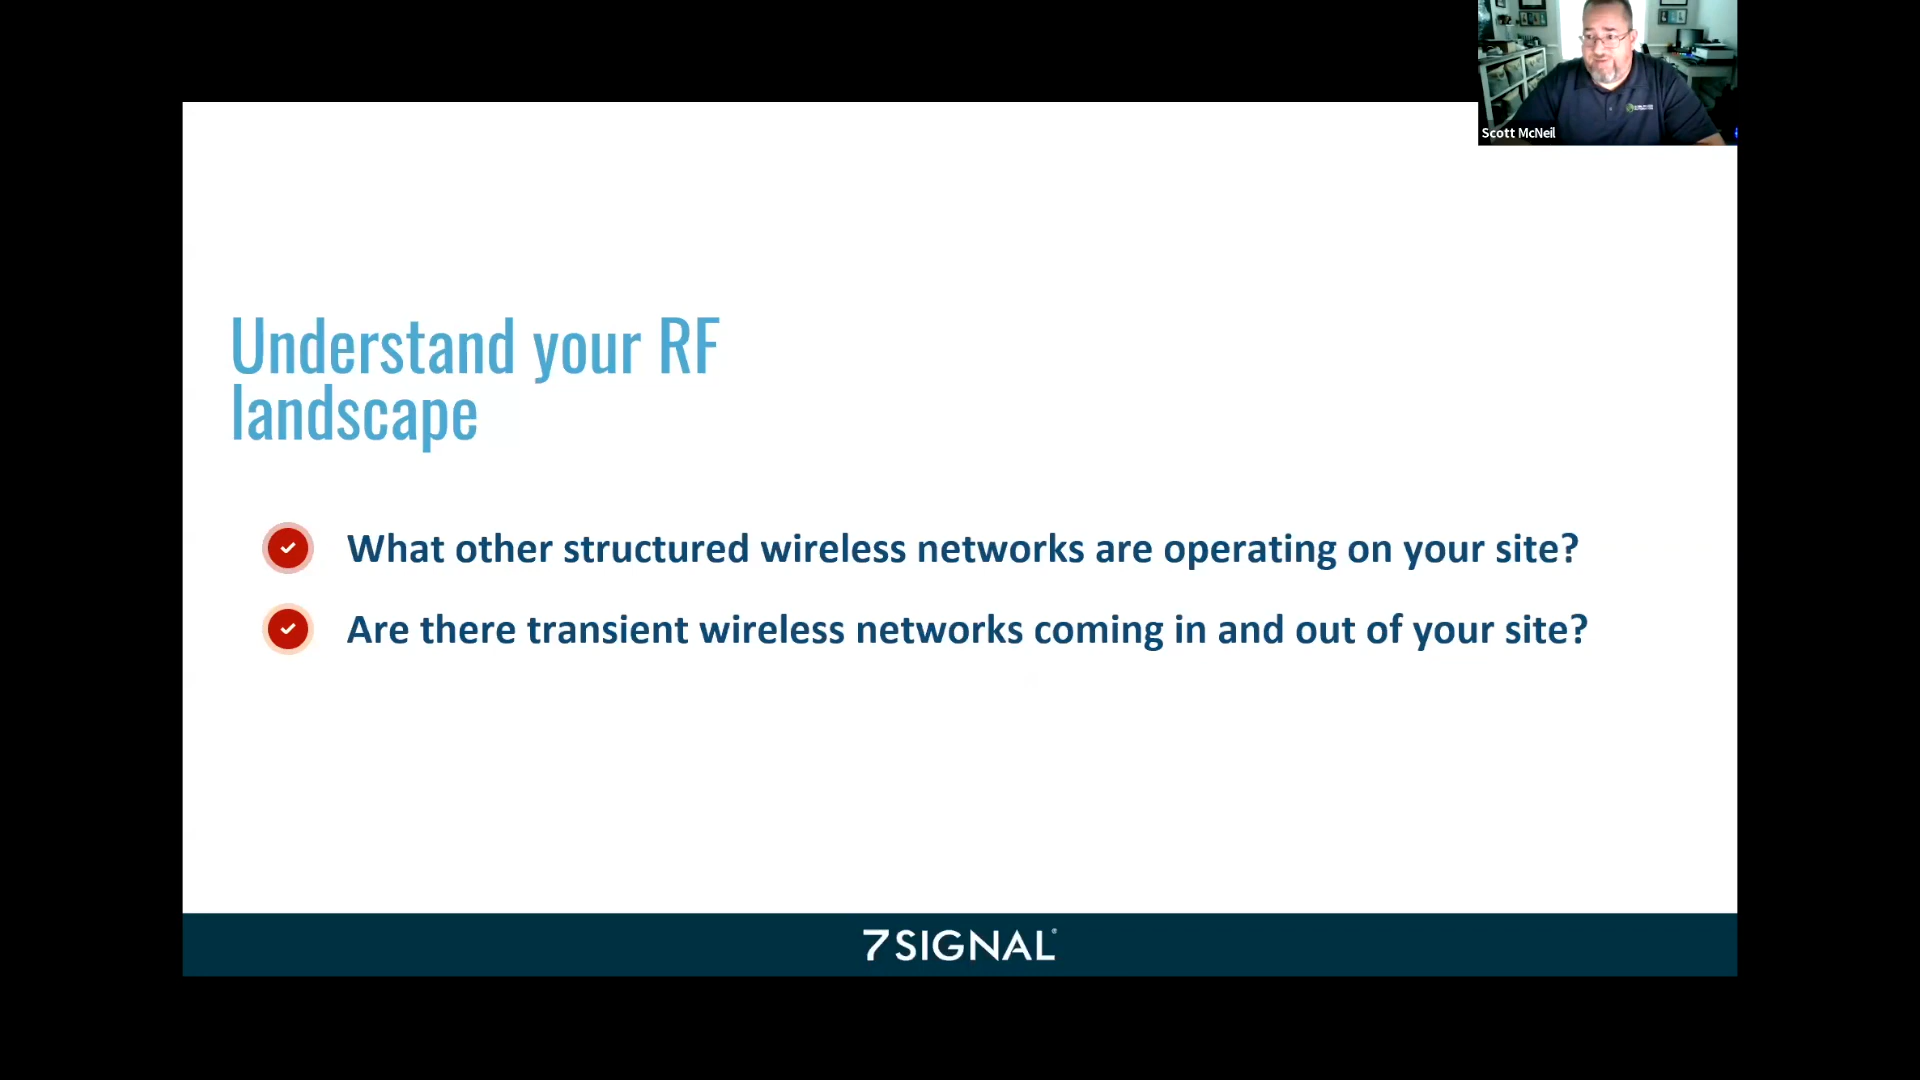 Scott McNeil
Understand your RF
landscape
What other structured wireless networks are operating on your site?
Are there transient wireless networks coming in and out of your site?
7SIGNAL®